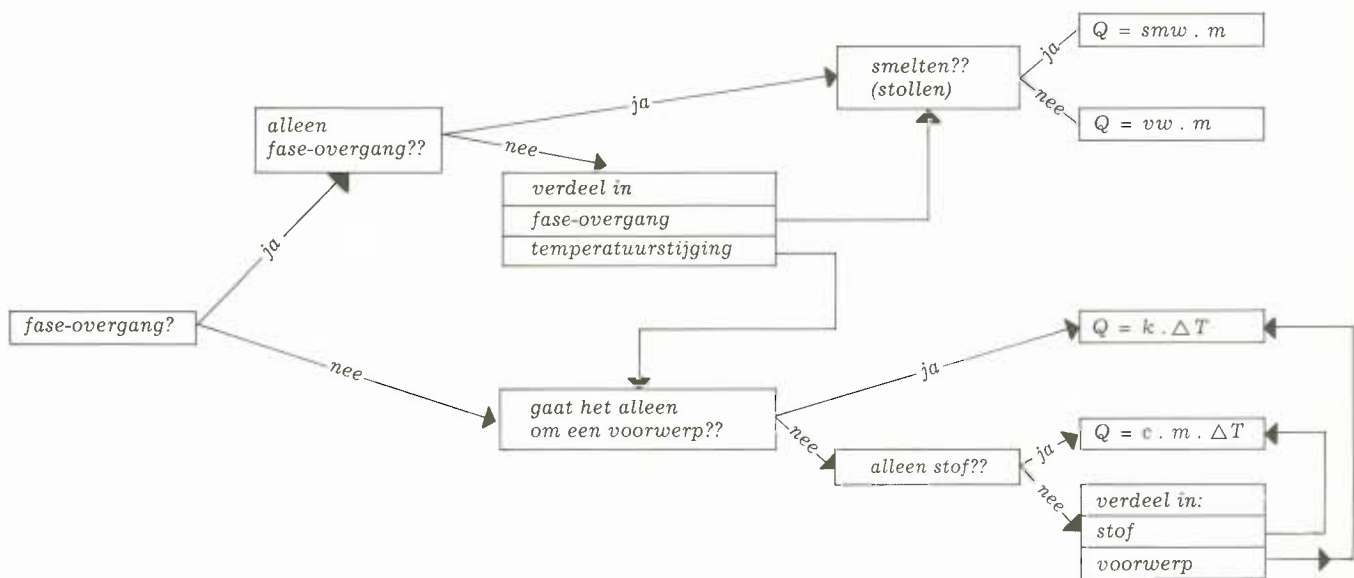 Q = smw . m
ja
smelten??
(stollen)
nee
Q = vw . m
ja
alleen
fase-overgang??
nee
verdeel in
fase-overgang
temperatuurstijging
ja
fase-overgang?
nee
Q = k . △ T
ja
gaat het alleen
om een voorwerp??
nee
Q = c . m . △ T
ja
alleen stof??
nee
verdeel in:
stof
voorwerp